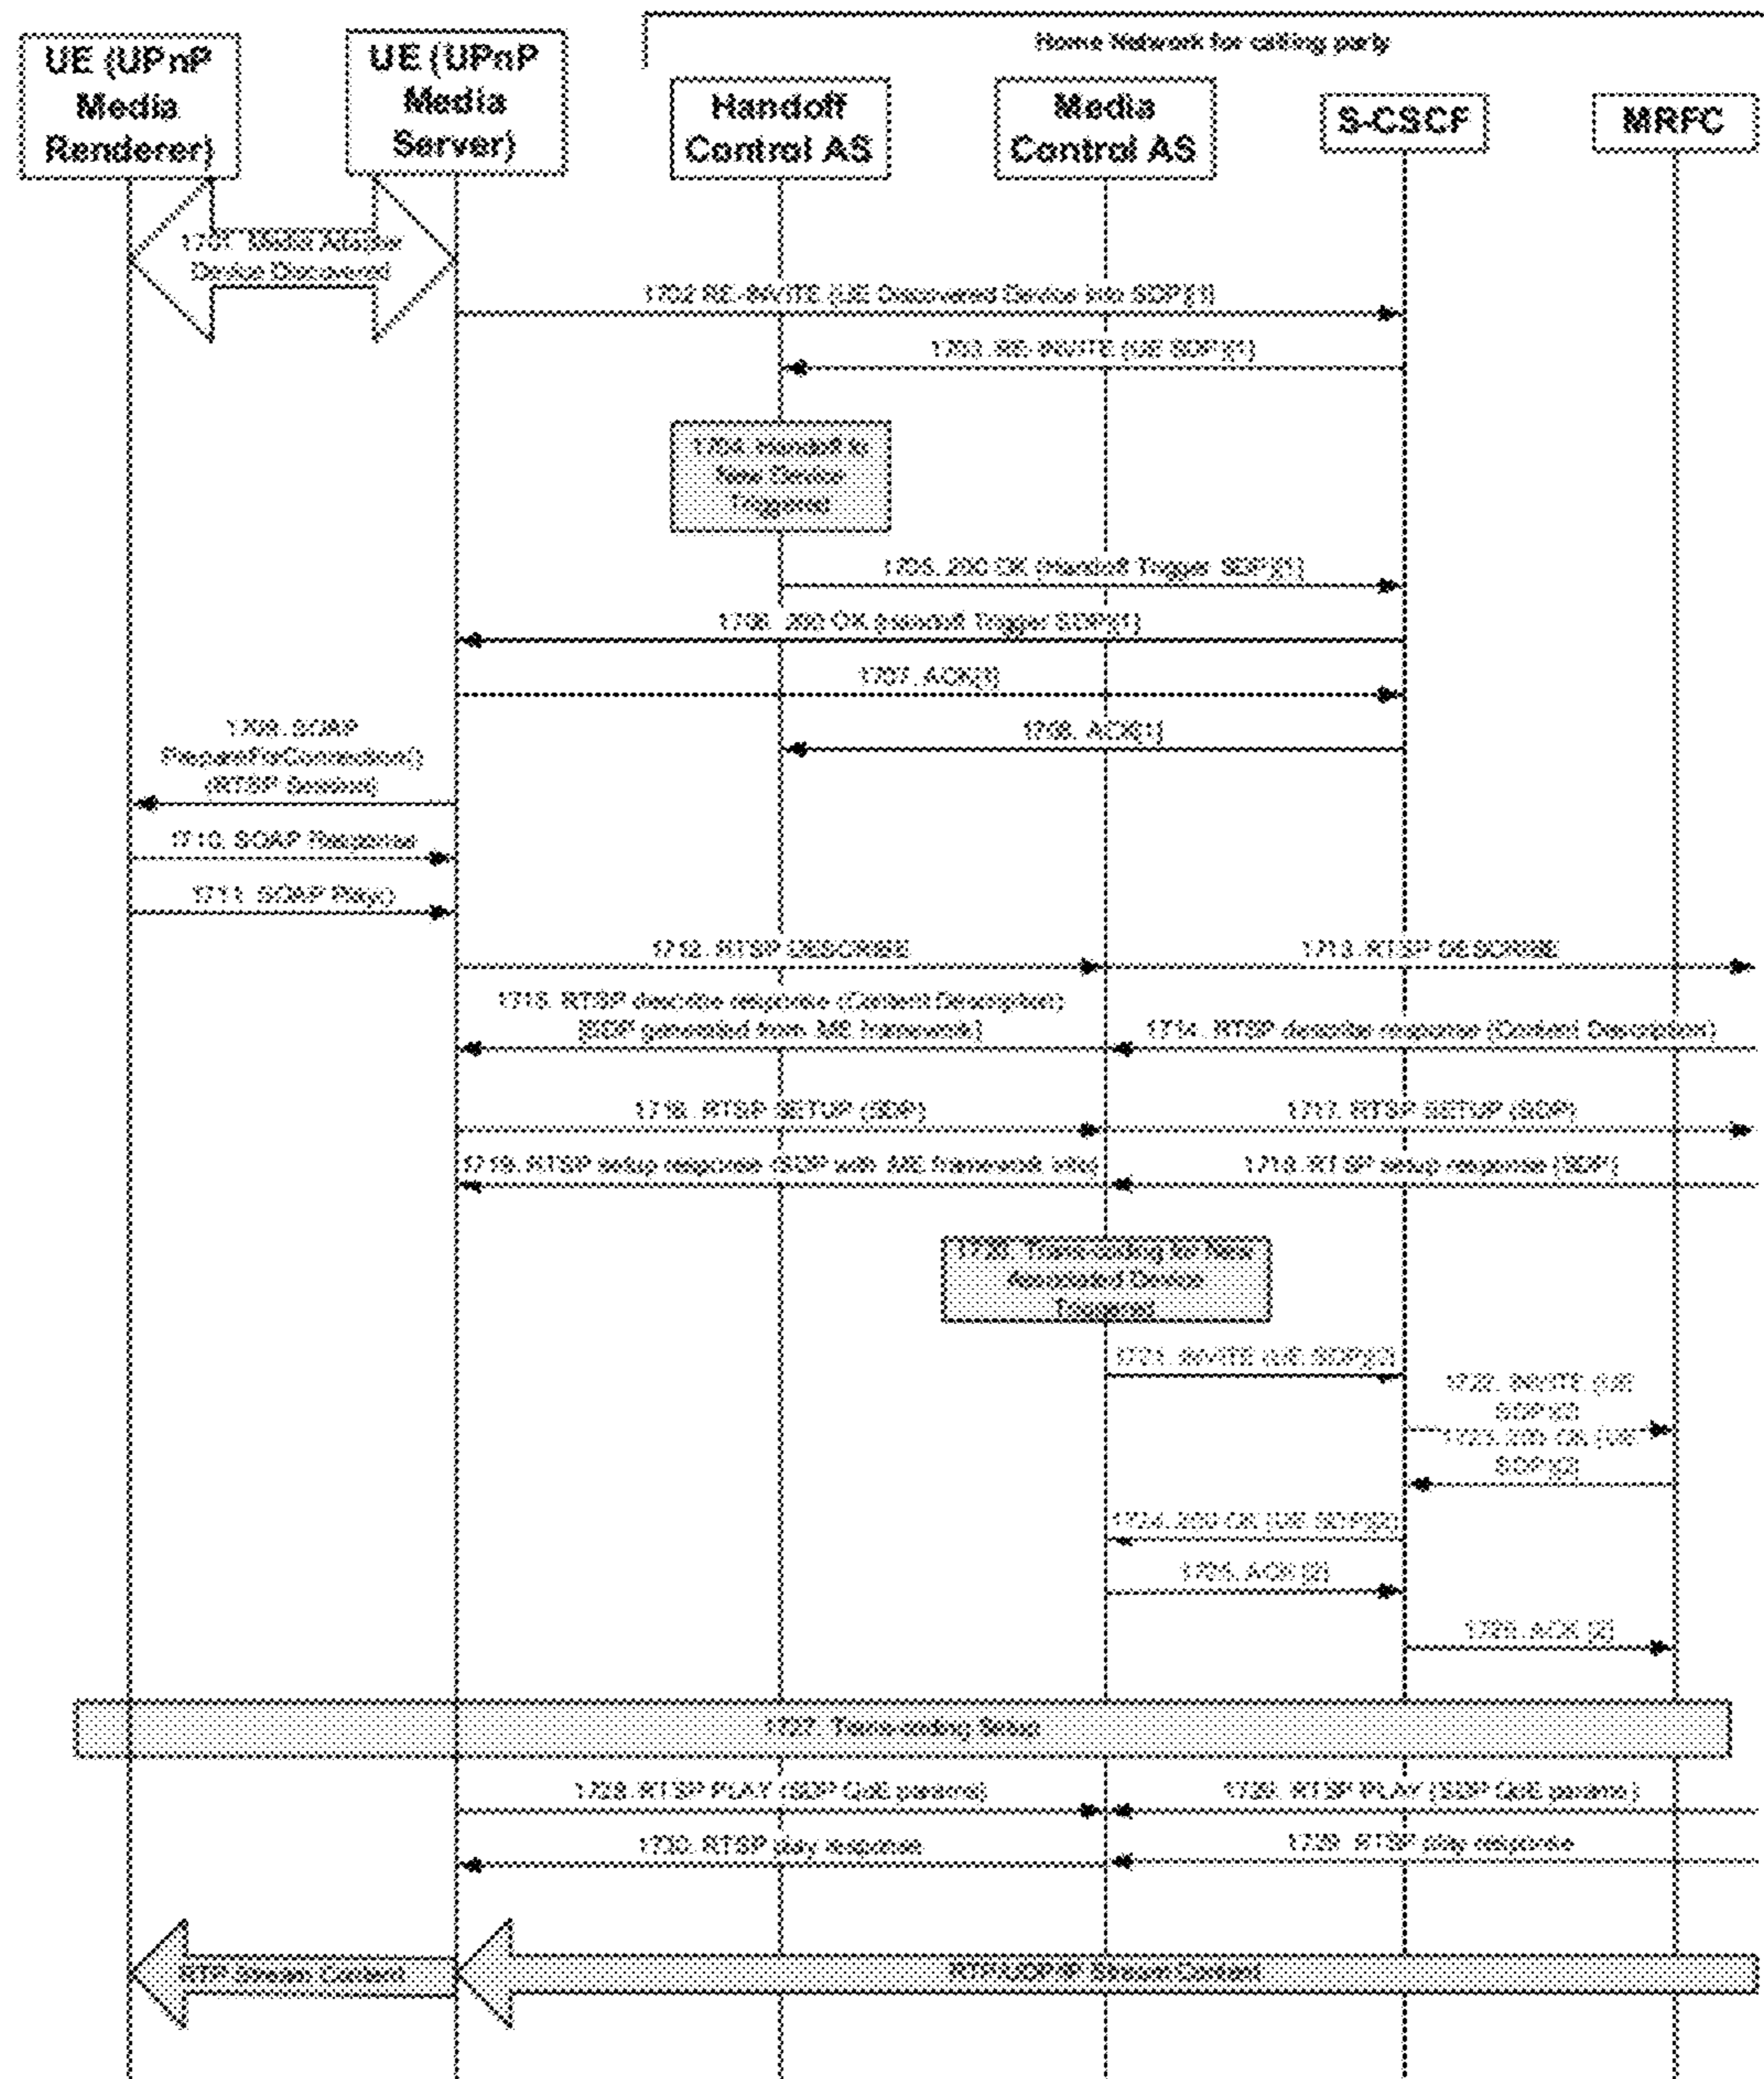 Home Network for calling party
UE (UPnP
Media
Renderer)
UE (UPnP
Media
Server)
Handoff
Control AS
Media
Control AS
S-CSCF
MRFC
1701. Media Adaptor
Device Discovered
1702 RE-INVITE (UE Discovered Device Info SDP)[1]
1703. RE-INVITE (UE SDP)[1]
1704. Handoff to
New Device
Triggered
1705. 200 OK (Handoff Trigger SDP)[1]
1706. 200 OK (Handoff Trigger SDP)[1]
1707. ACK[1]
1708. ACK[1]
1709. SOAP
PrepareForConnection()
(RTSP Session)
1710. SOAP Response
1711. SOAP Play()
1712. RTSP DESCRIBE
1713. RTSP DESCRIBE
1715. RTSP describe response (Content Description)
[SDP generated from ME framework]
1714. RTSP describe response (Content Description)
1716. RTSP SETUP (SDP)
1717. RTSP SETUP (SDP)
1719. RTSP setup response (SDP with ME framework info)
1718. RTSP setup response (SDP)
1720. Trans-coding for New
Associated Device
Triggered
1721. INVITE (UE SDP)[2]
1722. INVITE (UE
SDP)[2]
1723. 200 OK (UE
SDP)[2]
1724. 200 OK (UE SDP)[2]
1725. ACK [2]
1726. ACK [2]
1727. Trans-coding Setup
1728. RTSP PLAY (SDP QoE params)
RTSP PLAY (SDP QoE params)
1730. RTSP play response
1729. RTSP play response
RTP Stream Content
RTP/UDP/IP Stream Content